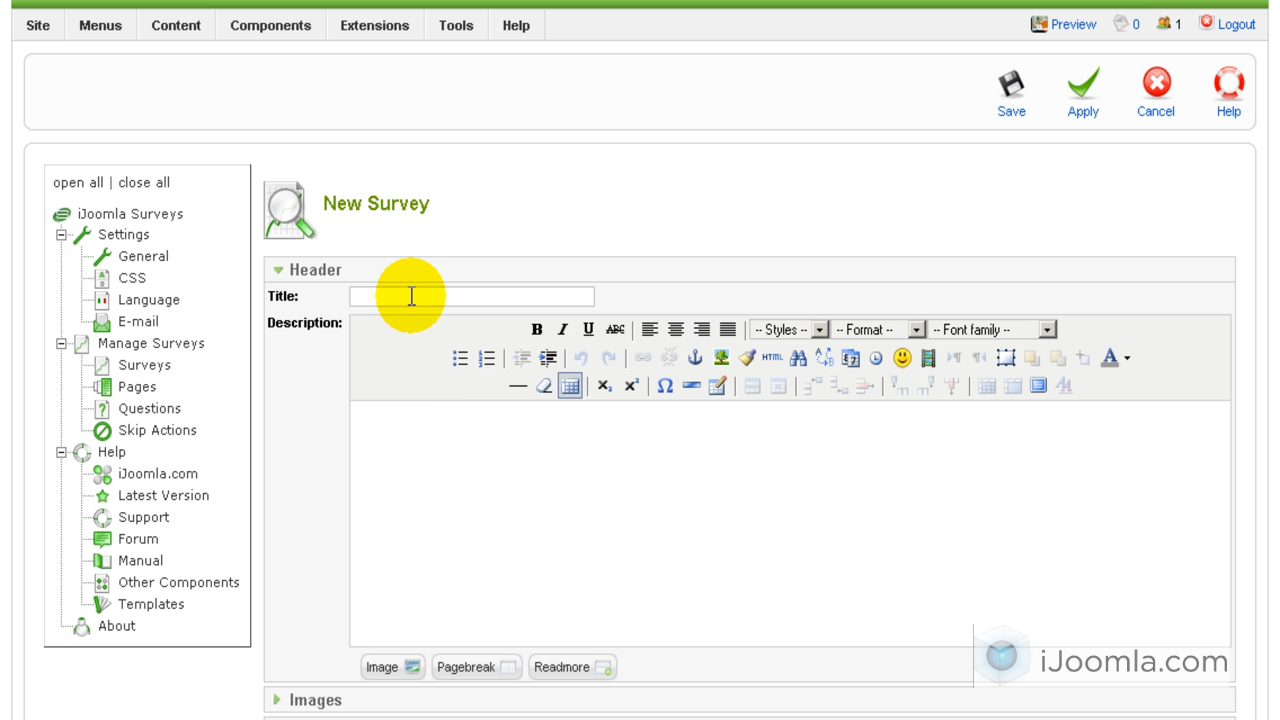 Site Menus Content Components Extensions Tools Help Preview 0 1 Logout
Save Apply Cancel Help
open all | close all
iJoomla Surveys
Settings
General
CSS
Language
E-mail
Manage Surveys
Surveys
Pages
Questions
Skip Actions
Help
iJoomla.com
Latest Version
Support
Forum
Manual
Other Components
Templates
About
New Survey
Header
Title:
Description:
B I U ABC -- Styles -- -- Format -- -- Font family --
HTML
Image Pagebreak Readmore
Images
iJoomla.com